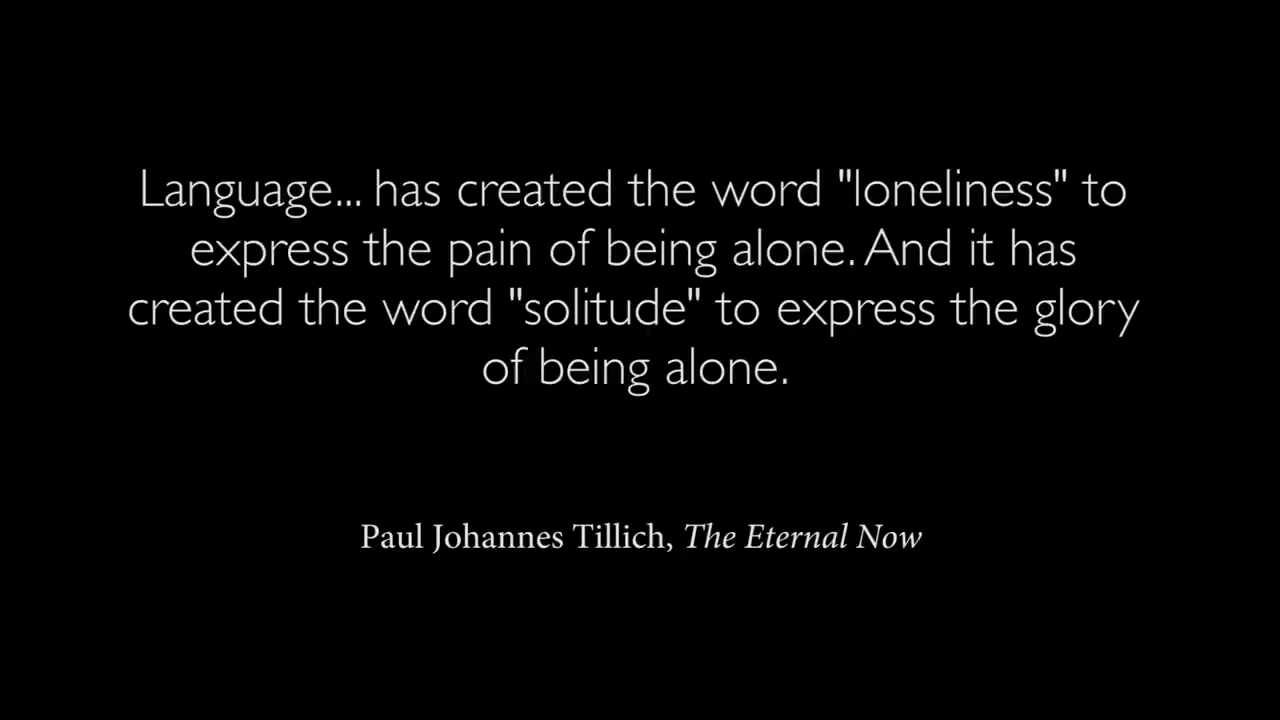 Language... has created the word "loneliness" to
express the pain of being alone. And it has
created the word "solitude" to express the glory
of being alone.
Paul Johannes Tillich, The Eternal Now